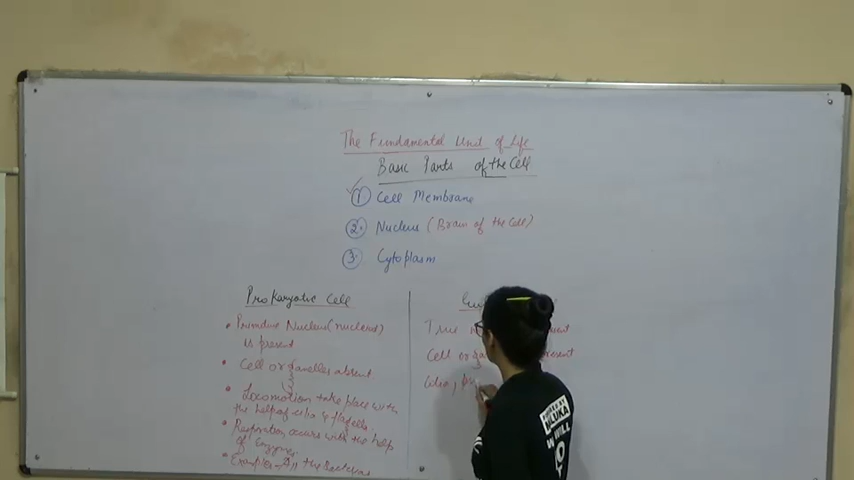 The Fundamental Unit of Life
Basic Parts of the Cell
1 Cell Membrane
2. Nucleus (Brain of the Cell)
3. Cytoplasm
Prokaryotic Cell
• Primitive Nucleus (nucleoid)
is present
• Cell organelles absent
• Locomotion take place with
the help of cilia & flagella
• Respiration occurs with the help
of Enzymes
• Examples- All the bacteria
True
Cell present
Cilia,